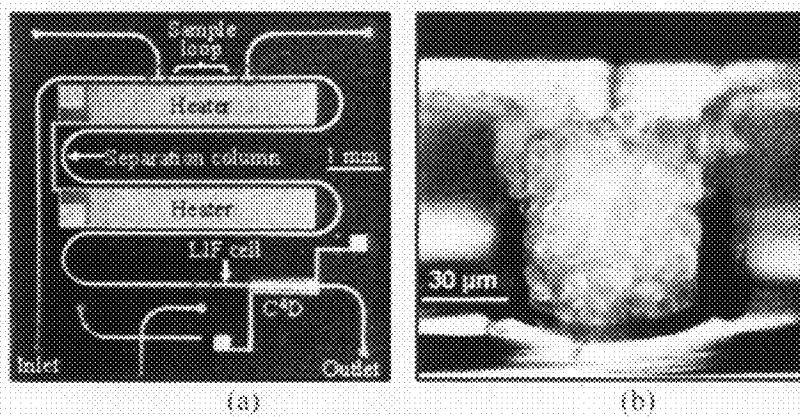 Sample
loop
Heater
Separation column
1 mm
Heater
LIF cell
C⁴D
Inlet
Outlet
30 µm
(a)
(b)